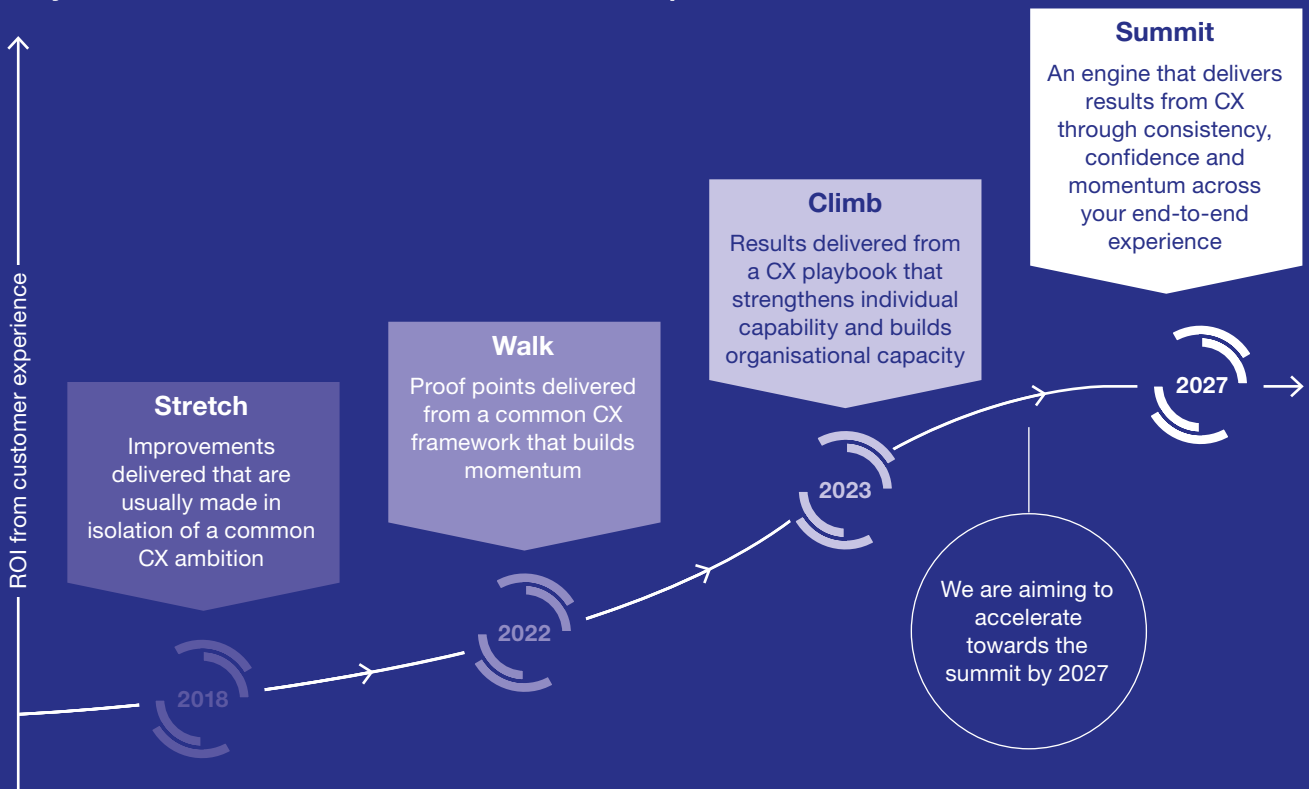 Summit
An engine that delivers
results from CX
through consistency,
confidence and
momentum across
your end-to-end
experience
Climb
Results delivered from
a CX playbook that
strengthens individual
capability and builds
organisational capacity
Walk
Proof points delivered
from a common CX
framework that builds
momentum
Stretch
Improvements
delivered that are
usually made in
isolation of a common
CX ambition
ROI from customer experience
2018
2022
2023
2027
We are aiming to
accelerate
towards the
summit by 2027